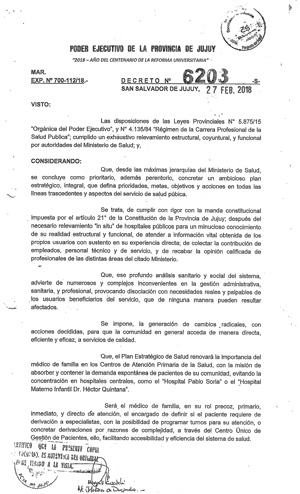 PODER EJECUTIVO DE LA PROVINCIA DE JUJUY
"2018 – AÑO DEL CENTENARIO DE LA REFORMA UNIVERSITARIA"
MAR.
EXP. Nº 700-112/18.-
DECRETO Nº 6203 -S-
SAN SALVADOR DE JUJUY, 27 FEB. 2018
VISTO:
Las disposiciones de las Leyes Provinciales N° 5.875/15
"Orgánica del Poder Ejecutivo", y N° 4.135/84 "Régimen de la Carrera Profesional de la
Salud Publica"; cumplido un exhaustivo relevamiento estructural, coyuntural, y funcional
por autoridades del Ministerio de Salud; y,
CONSIDERANDO:
Que, desde las máximas jerarquías del Ministerio de Salud,
se concluye como prioritario, además perentorio, concretar un ambicioso plan
estratégico, integral, que defina prioridades, metas, objetivos y acciones en todas las
líneas trascedentes y aspectos del servicio de salud púbica.
Se trata, de cumplir con rigor con la manda constitucional
impuesta por el artículo 21° de la Constitución de la Provincia de Jujuy; después del
necesario relevamiento "in situ" de hospitales públicos para un minucioso conocimiento
de su realidad estructural y funcional, de atender a información vital obtenida de los
propios usuarios con sustento en su experiencia directa; de colectar la contribución de
empleados, personal técnico y de servicio, y de recabar la opinión calificada de
profesionales de las distintas áreas del citado Ministerio.
Que, ese profundo análisis sanitario y social del sistema,
advierte de numerosos y complejos inconvenientes en la gestión administrativa,
sanitaria, y profesional, provocando disociación con necesidades reales y palpables de
los usuarios beneficiarios del servicio, que de ninguna manera pueden resultar
afectados.
Se impone, la generación de cambios radicales, con
acciones decididas, para que la comunidad en general acceda de manera directa,
eficiente y eficaz, a servicios de calidad.
Que, el Plan Estratégico de Salud renovará la importancia del
médico de familia en los Centros de Atención Primaria de la Salud, con la misión de
absorber y contener la demanda espontanea de pacientes de su comunidad, evitando la
concentración en hospitales centrales, como el "Hospital Pablo Soria" o el "Hospital
Materno Infantil Dr. Héctor Quintana".
Será el médico de familia, en su rol precoz, primario,
inmediato, y directo de atención, el encargado de definir si el paciente requiere de
derivación a especialistas, con la posibilidad de programar turnos para su atención, o
concretar derivaciones por razones de complejidad, a través del Centro Único de
Gestión de Pacientes, ello, facilitando accesibilidad y eficiencia del sistema de salud.
CERTIFICO QUE LA PRESENTE COPIA
ES AUTENTICA DEL ORIGINAL
TENIDO A LA VISTA.